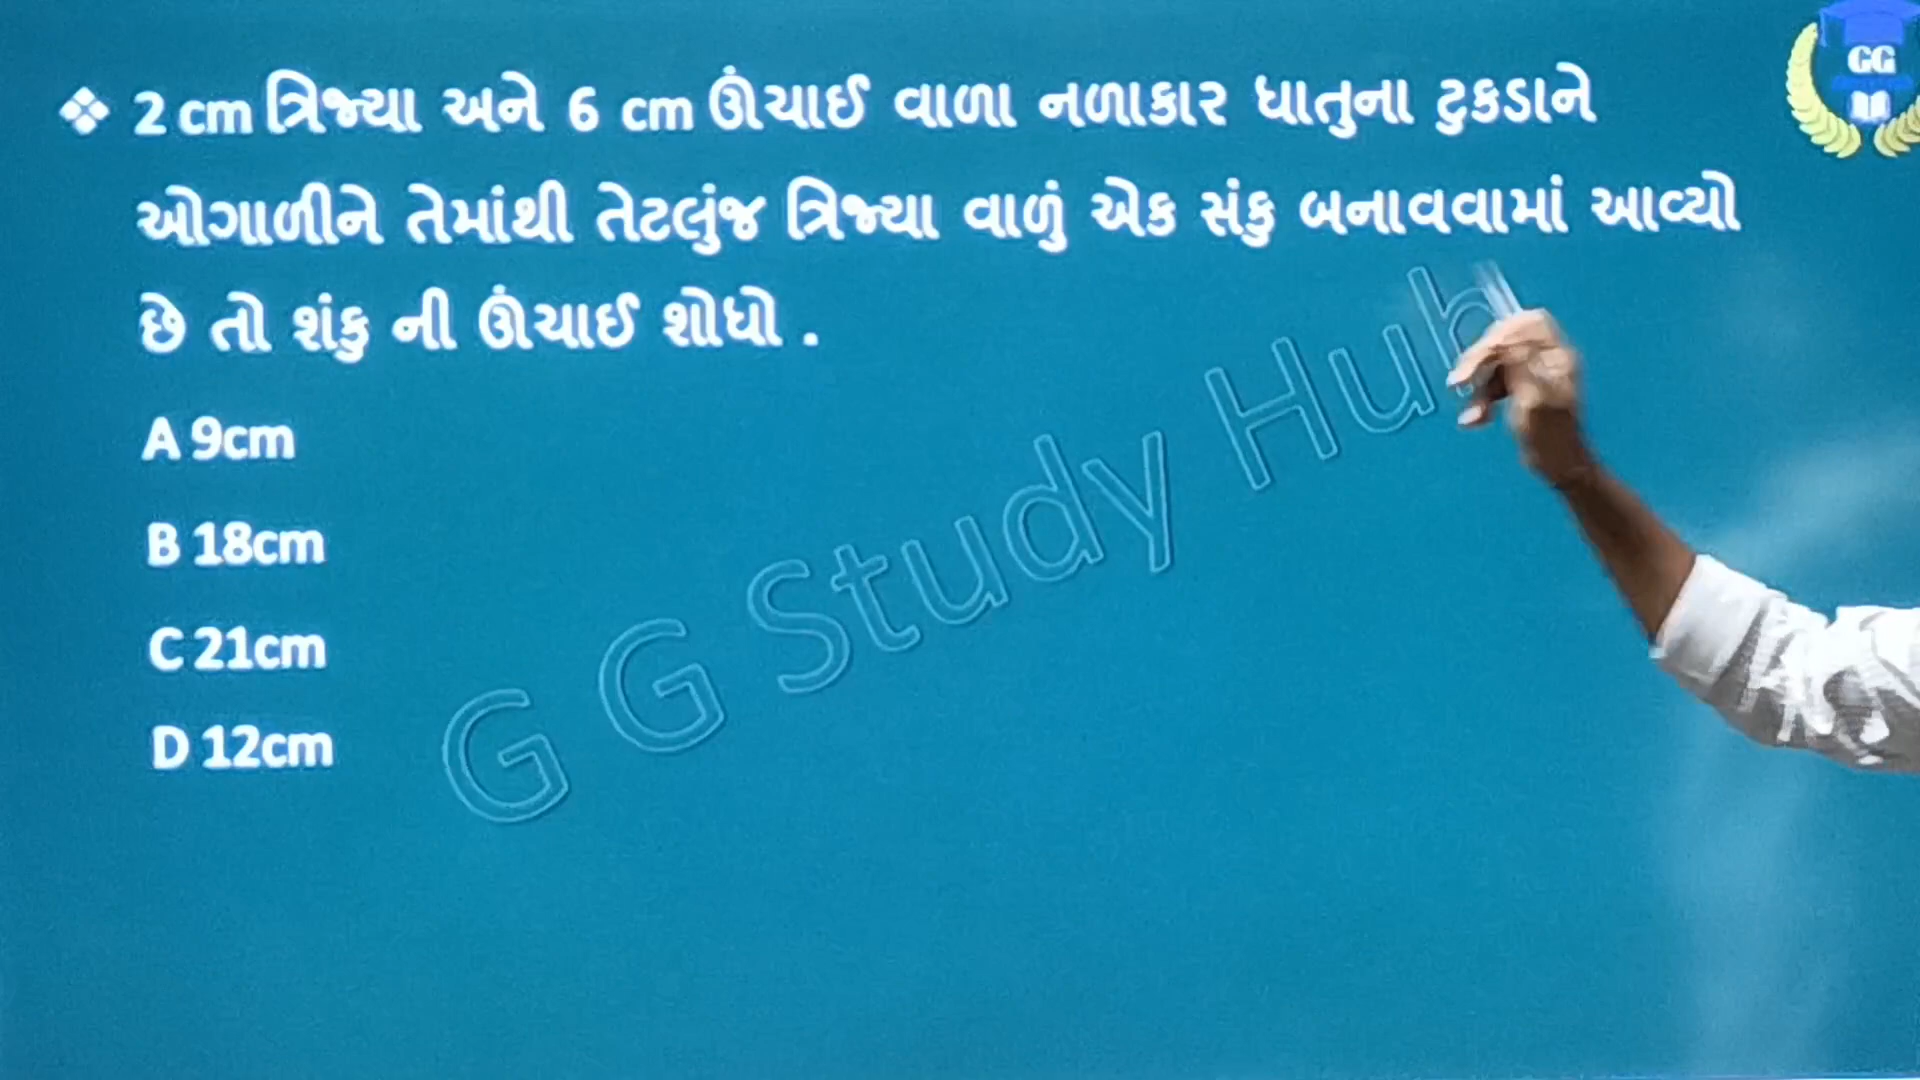 ❖ 2 cm ત્રિજ્યા અને 6 cm ઊંચાઈ વાળા નળાકાર ધાતુના ટુકડાને
ઓગાળીને તેમાંથી તેટલુંજ ત્રિજ્યા વાળું એક સંકુ બનાવવામાં આવ્યો
છે તો શંકુ ની ઊંચાઈ શોધો .
A 9cm
B 18cm
C 21cm
D 12cm
G G Study Hub
GG